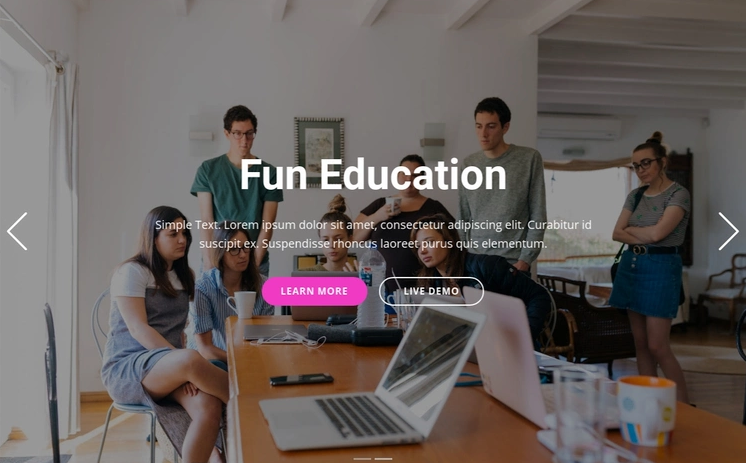 Fun Education
Simple Text. Lorem ipsum dolor sit amet, consectetur adipiscing elit. Curabitur id
suscipit ex. Suspendisse rhoncus laoreet purus quis elementum.
LEARN MORE LIVE DEMO